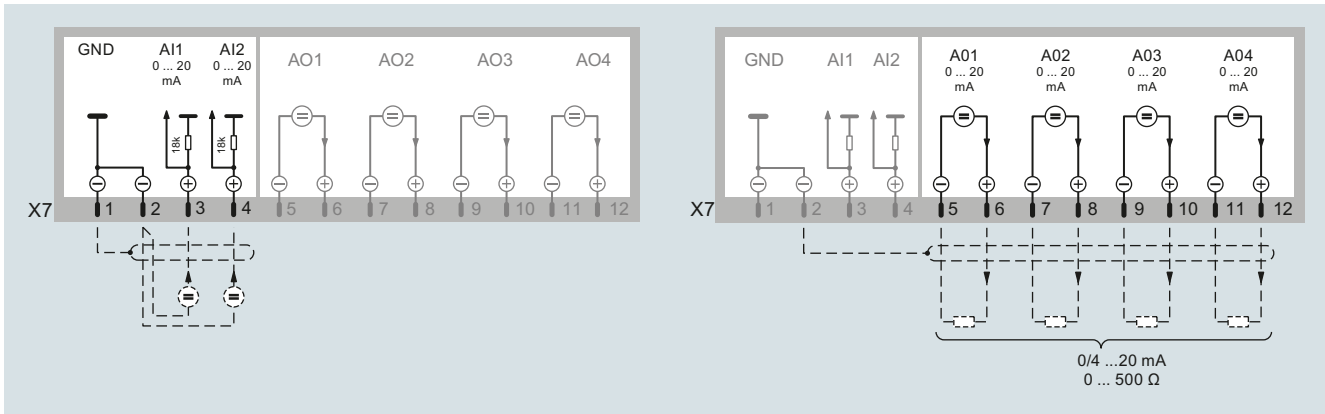 GND AI1 AI2 AO1 AO2 AO3 AO4
0 ... 20 0 ... 20
mA mA
18k 18k
X7 1 2 3 4 5 6 7 8 9 10 11 12
GND AI1 AI2 A01 A02 A03 A04
0 ... 20 0 ... 20 0 ... 20 0 ... 20
mA mA mA mA
X7 1 2 3 4 5 6 7 8 9 10 11 12
0/4 ...20 mA
0 ... 500 Ω